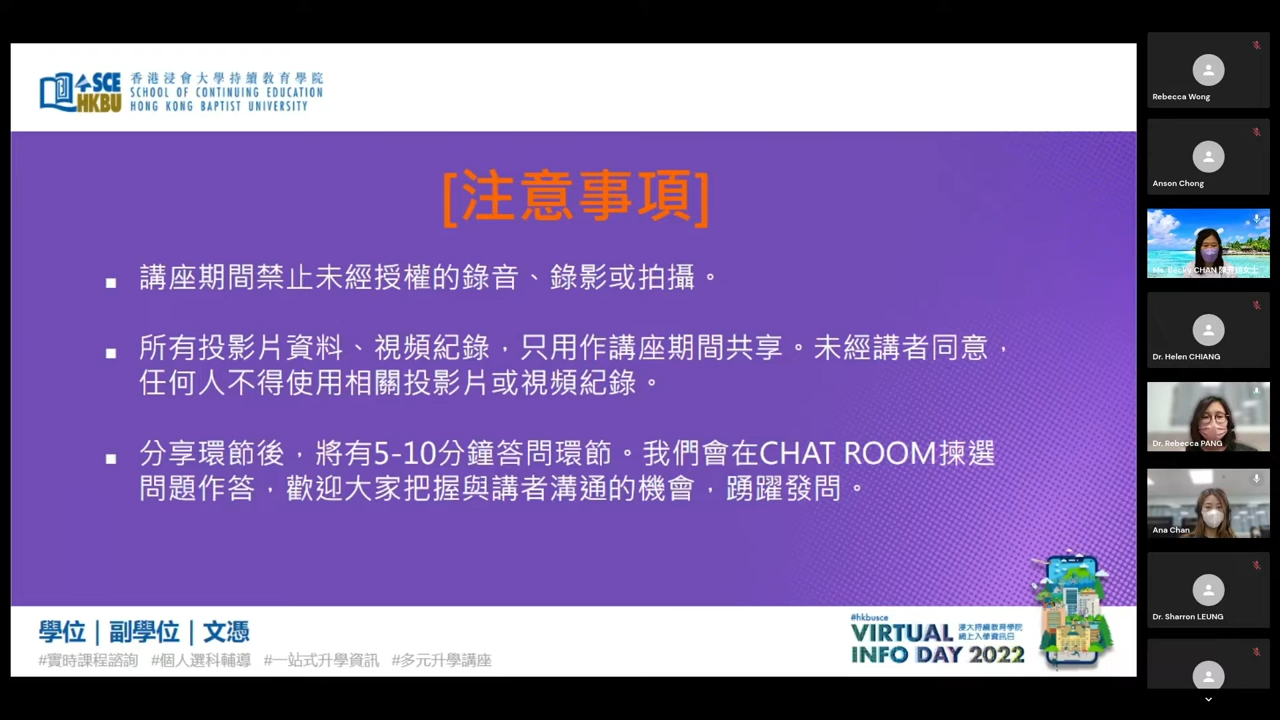 SCE
HKBU
香港浸會大學持續教育學院
SCHOOL OF CONTINUING EDUCATION
HONG KONG BAPTIST UNIVERSITY
[注意事項]
▪ 講座期間禁止未經授權的錄音、錄影或拍攝。
▪ 所有投影片資料、視頻紀錄，只用作講座期間共享。未經講者同意，
任何人不得使用相關投影片或視頻紀錄。
▪ 分享環節後，將有5-10分鐘答問環節。我們會在CHAT ROOM揀選
問題作答，歡迎大家把握與講者溝通的機會，踴躍發問。
學位 | 副學位 | 文憑
#實時課程諮詢 #個人選科輔導 #一站式升學資訊 #多元升學講座
#hkbusce
VIRTUAL
浸大持續教育學院
網上入學資訊日
INFO DAY 2022
Rebecca Wong
Anson Chong
Ms. Becky CHAN
Dr. Helen CHIANG
Dr. Rebecca PANG
Ana Chan
Dr. Sharron LEUNG